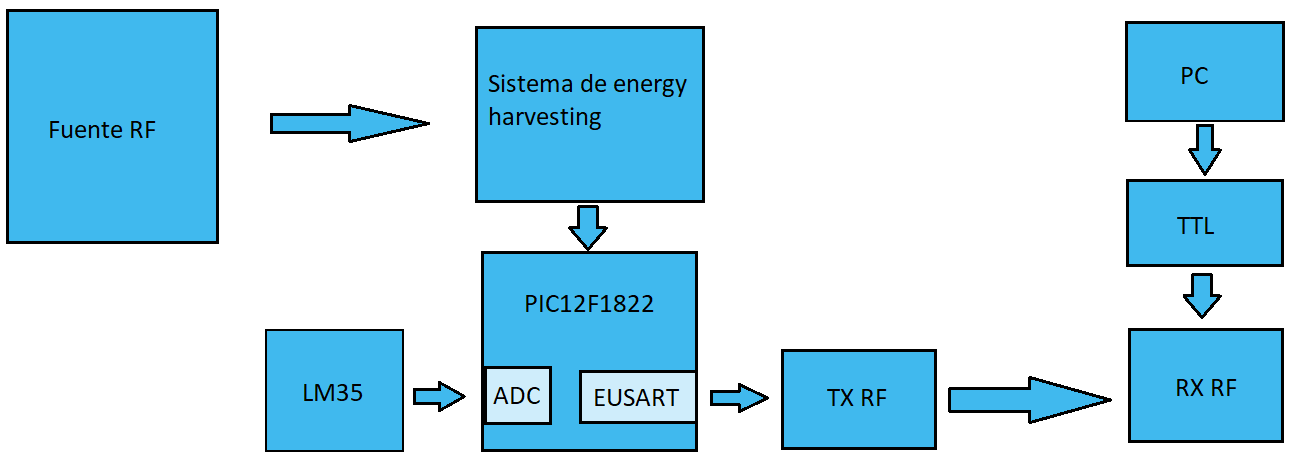 Fuente RF
Sistema de energy
harvesting
PC
TTL
PIC12F1822
LM35
ADC
EUSART
TX RF
RX RF